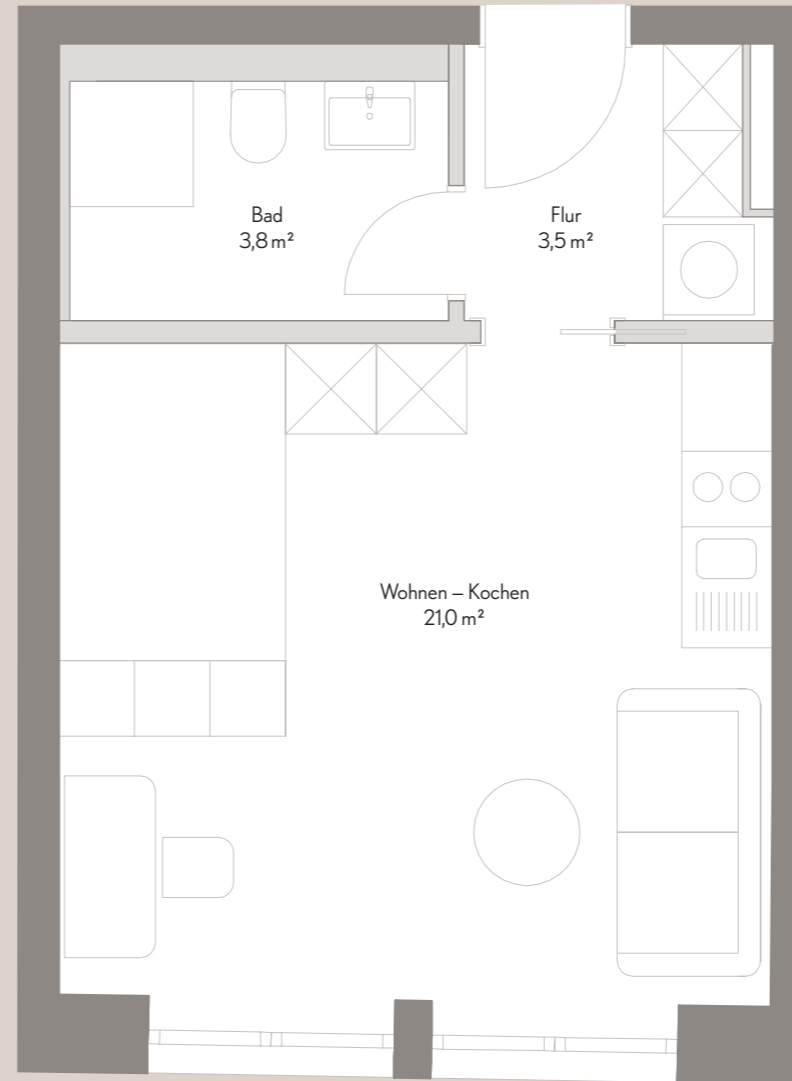 Bad
3,8 m²
Flur
3,5 m²
Wohnen – Kochen
21,0 m²